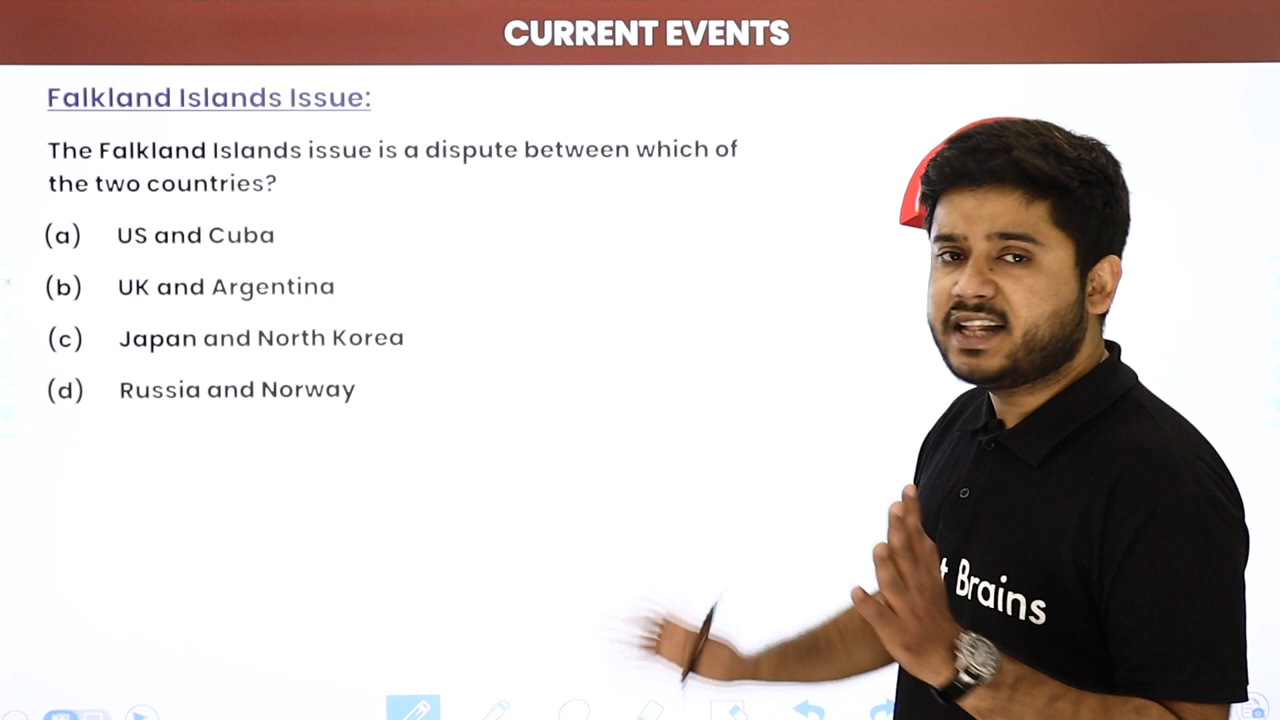 CURRENT EVENTS
Falkland Islands Issue:
The Falkland Islands issue is a dispute between which of
the two countries?
(a) US and Cuba
(b) UK and Argentina
(c) Japan and North Korea
(d) Russia and Norway
t Brains